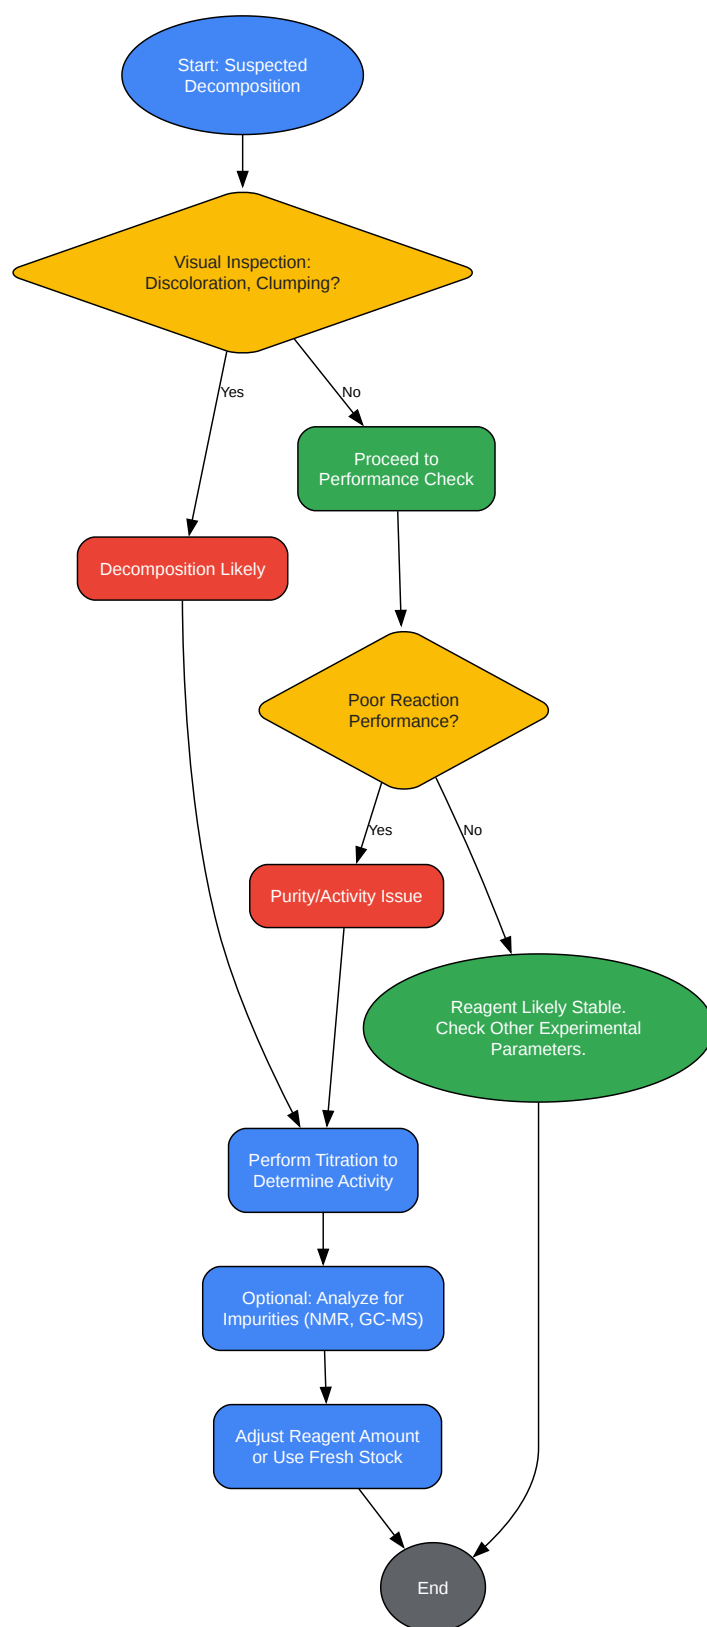 Start: Suspected
Decomposition
Visual Inspection:
Discoloration, Clumping?
Yes
No
Proceed to
Performance Check
Decomposition Likely
Poor Reaction
Performance?
Yes
No
Purity/Activity Issue
Reagent Likely Stable.
Check Other Experimental
Parameters.
Perform Titration to
Determine Activity
Optional: Analyze for
Impurities (NMR, GC-MS)
Adjust Reagent Amount
or Use Fresh Stock
End